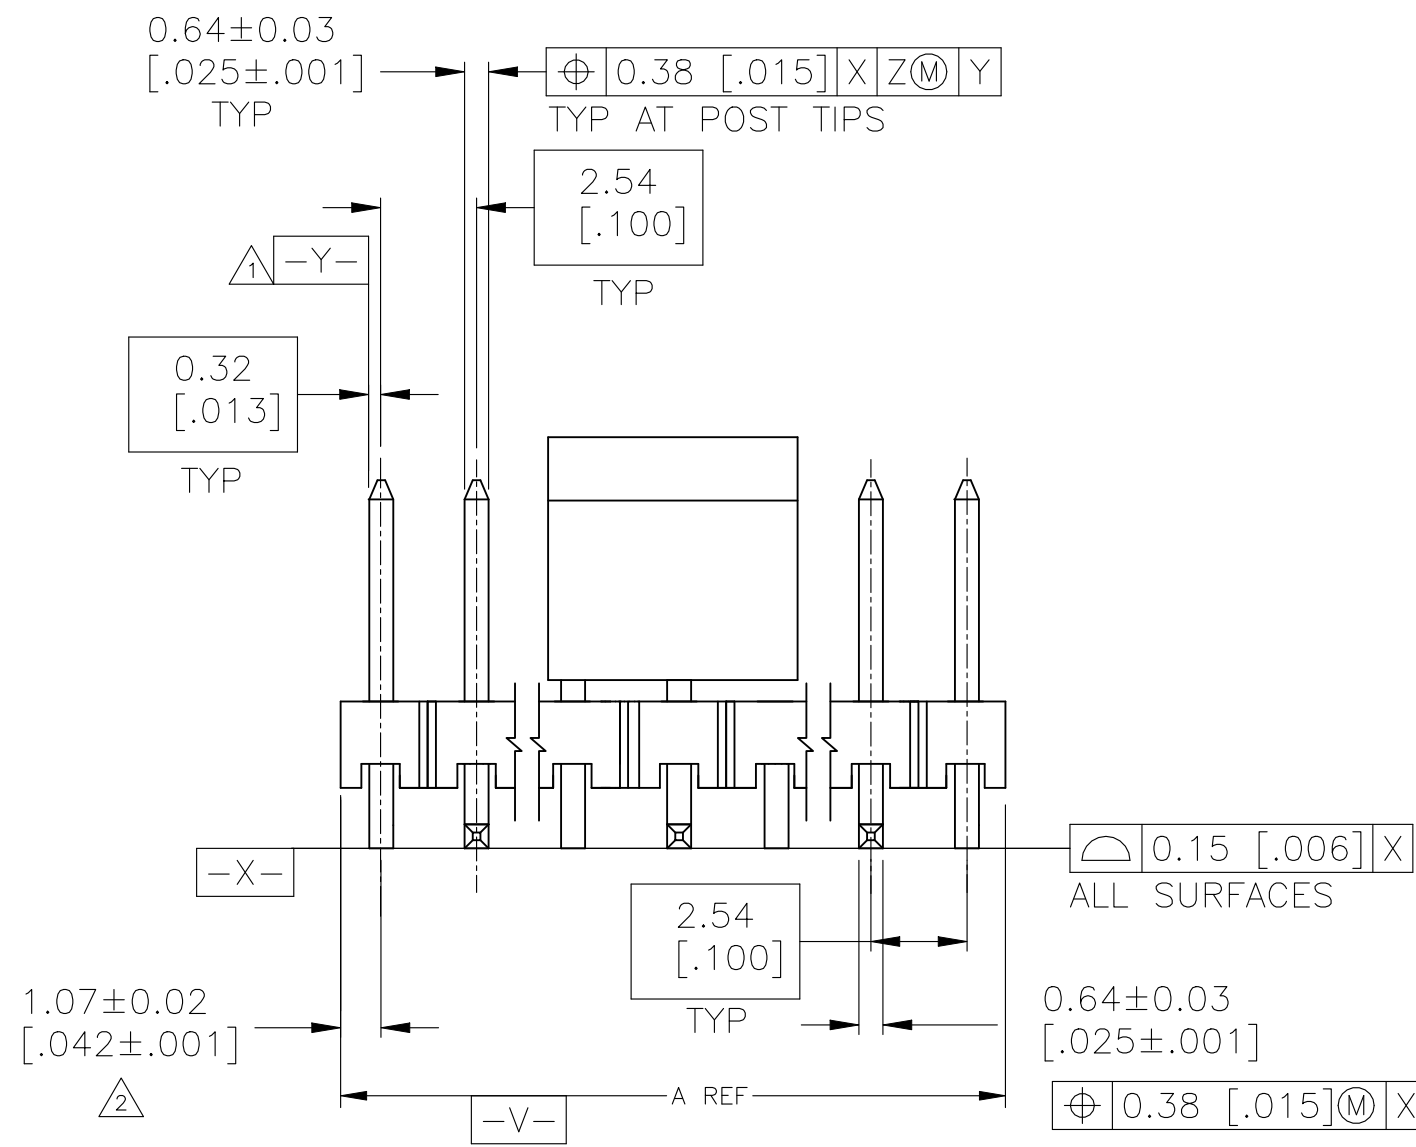 0.64±0.03
[.025±.001]
TYP
⌖ 0.38 [.015] X ZⓂ Y
TYP AT POST TIPS
2.54
[.100]
TYP
1 -Y-
0.32
[.013]
TYP
-X-
⌓ 0.15 [.006] X
ALL SURFACES
2.54
[.100]
TYP
1.07±0.02
[.042±.001]
2
0.64±0.03
[.025±.001]
A REF
-V-
⌖ 0.38 [.015]Ⓜ X